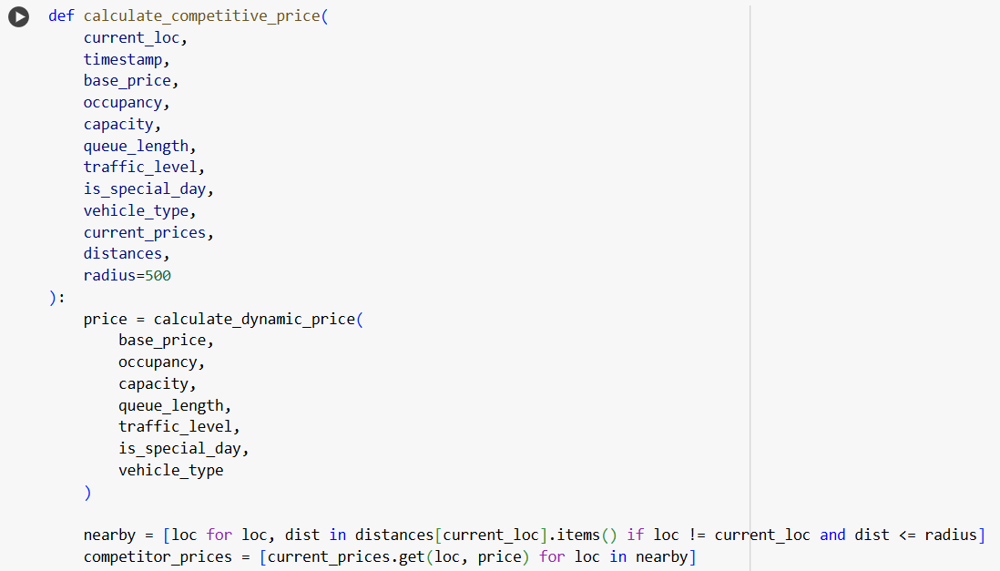 def calculate_competitive_price(
    current_loc,
    timestamp,
    base_price,
    occupancy,
    capacity,
    queue_length,
    traffic_level,
    is_special_day,
    vehicle_type,
    current_prices,
    distances,
    radius=500
):
    price = calculate_dynamic_price(
        base_price,
        occupancy,
        capacity,
        queue_length,
        traffic_level,
        is_special_day,
        vehicle_type
    )

    nearby = [loc for loc, dist in distances[current_loc].items() if loc != current_loc and dist <= radius]
    competitor_prices = [current_prices.get(loc, price) for loc in nearby]